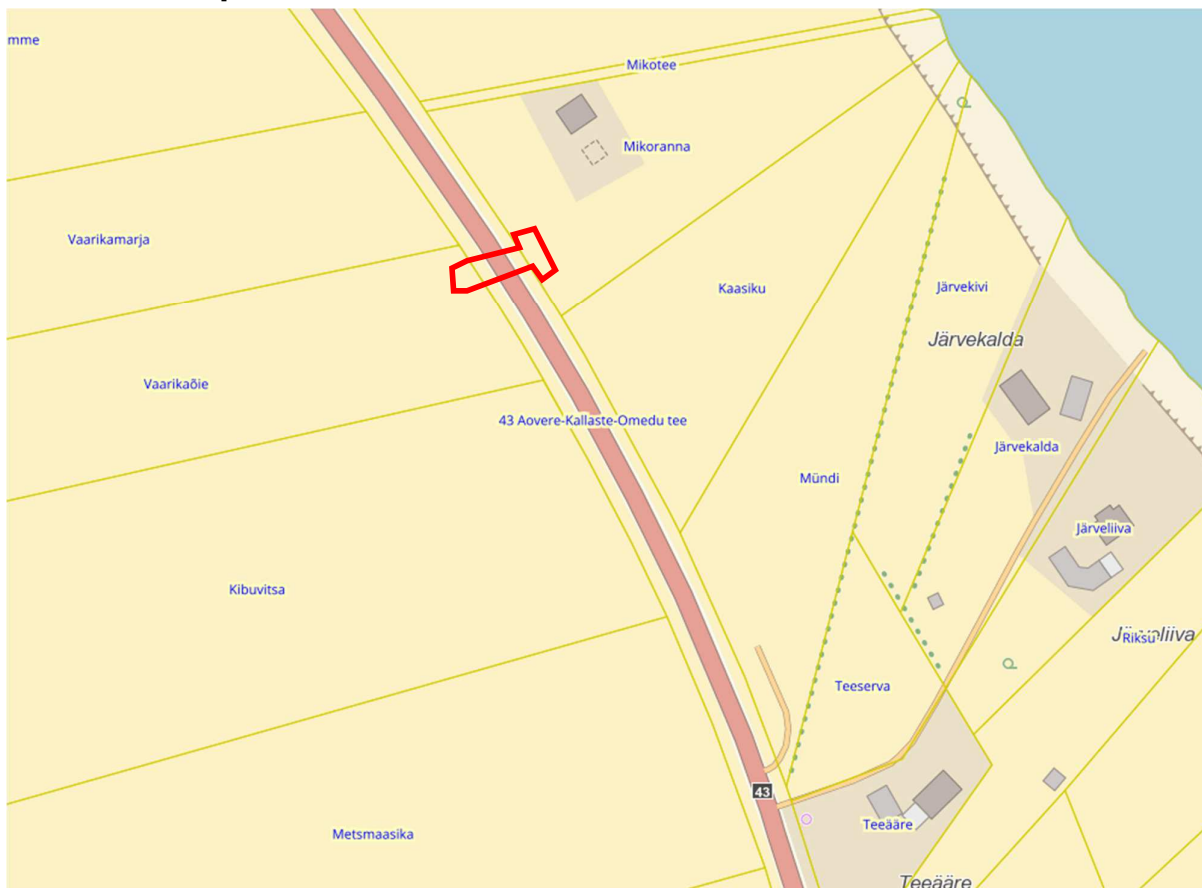 mme
Mikotee
Mikoranna
Vaarikamarja
Kaasiku
Järvekivi
Järvekalda
Vaarikaõie
43 Aovere-Kallaste-Omedu tee
Järvekalda
Mündi
Järveliiva
Kibuvitsa
Järveliiva
Riksu
Teeserva
43
Teeääre
Metsmaasika
Teeääre